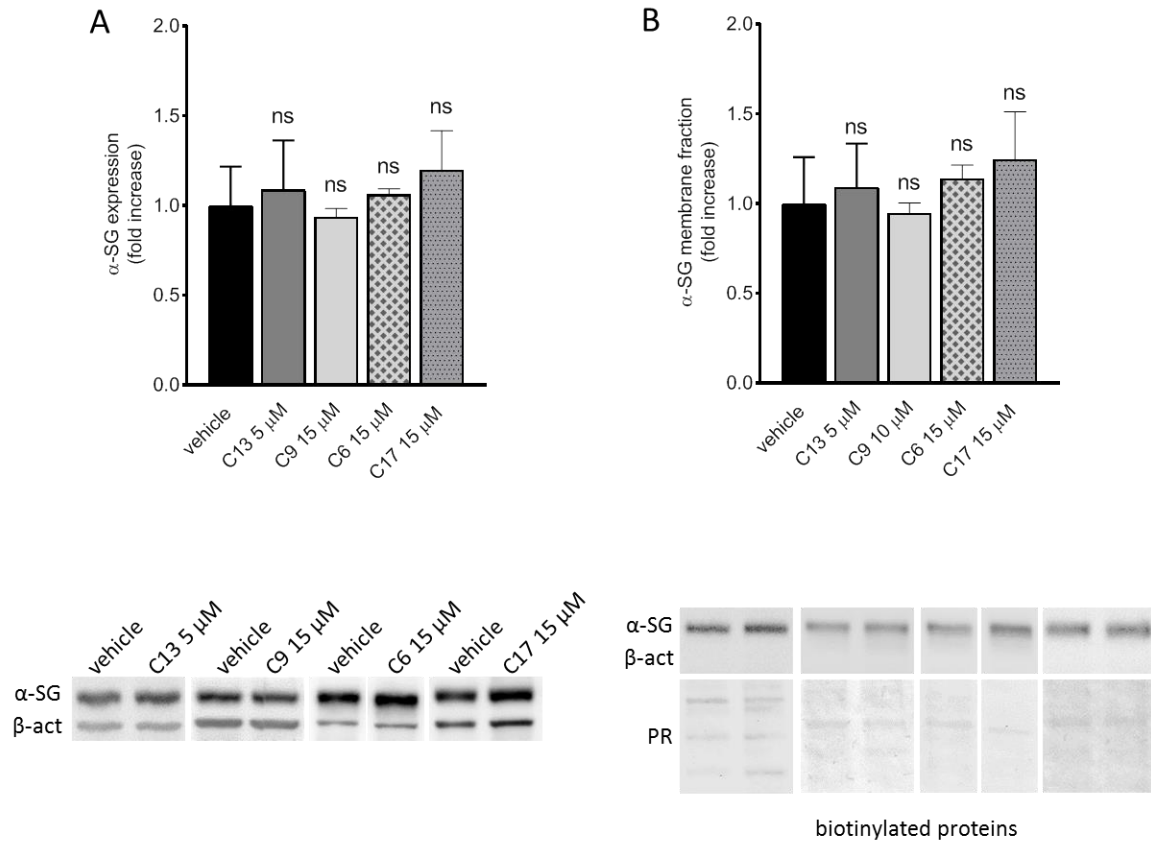 A
α-SG expression
(fold increase)
2.0
1.5
1.0
0.5
0.0
ns
ns
ns
ns
vehicle
C13 5 µM
C9 15 µM
C6 15 µM
C17 15 µM
B
α-SG membrane fraction
(fold increase)
2.0
1.5
1.0
0.5
0.0
ns
ns
ns
ns
vehicle
C13 5 µM
C9 10 µM
C6 15 µM
C17 15 µM
vehicle
C13 5 µM
vehicle
C9 15 µM
vehicle
C6 15 µM
vehicle
C17 15 µM
α-SG
β-act
α-SG
β-act
PR
biotinylated proteins